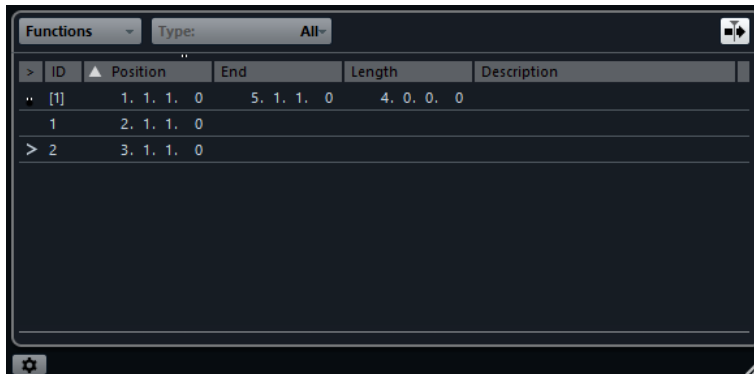 Functions Type: All
> ID Position End Length Description
[1] 1. 1. 1. 0 5. 1. 1. 0 4. 0. 0. 0
1 2. 1. 1. 0
> 2 3. 1. 1. 0